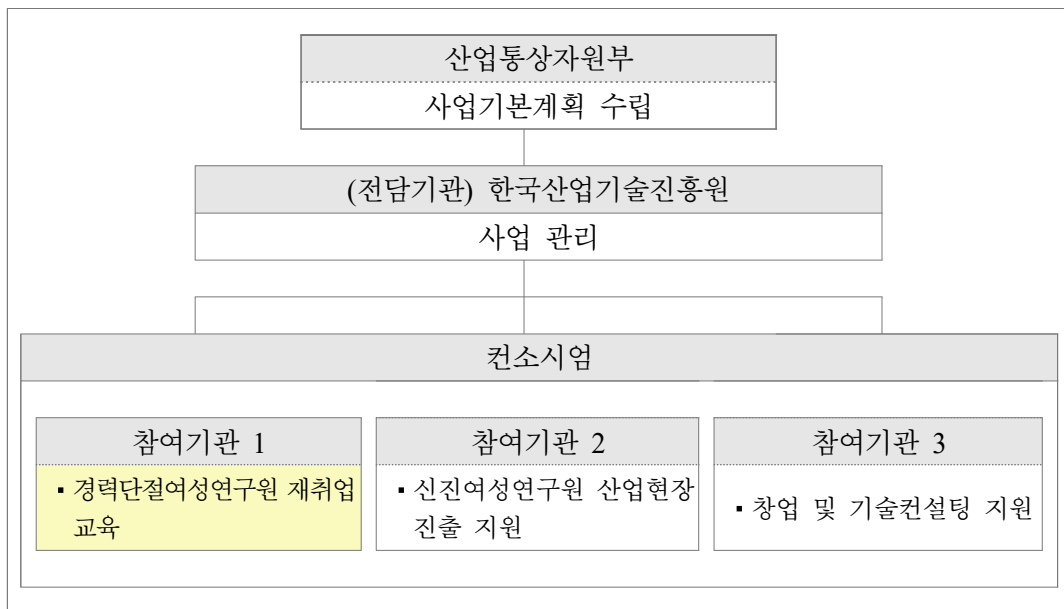 산업통상자원부
사업기본계획 수립
(전담기관) 한국산업기술진흥원
사업 관리
컨소시엄
참여기관 1
▪ 경력단절여성연구원 재취업
교육
참여기관 2
▪ 신진여성연구원 산업현장
진출 지원
참여기관 3
▪ 창업 및 기술컨설팅 지원